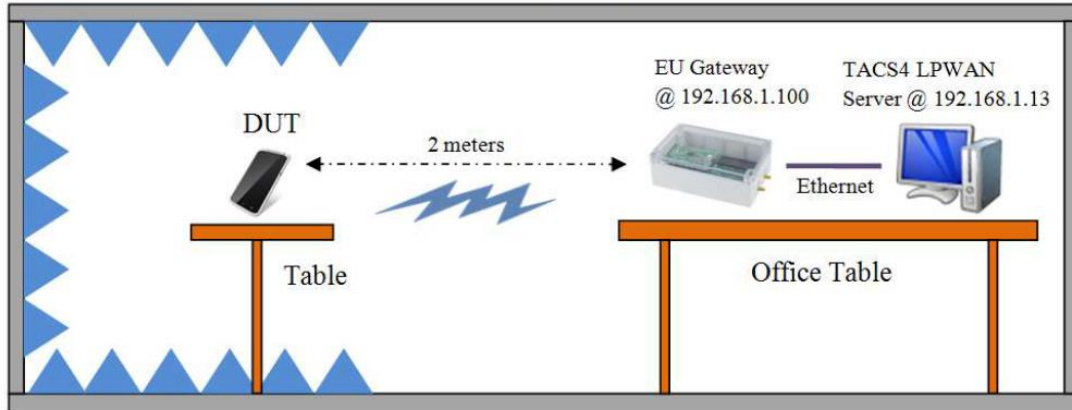 EU Gateway
@ 192.168.1.100
TACS4 LPWAN
Server @ 192.168.1.13
DUT
2 meters
Ethernet
Table
Office Table